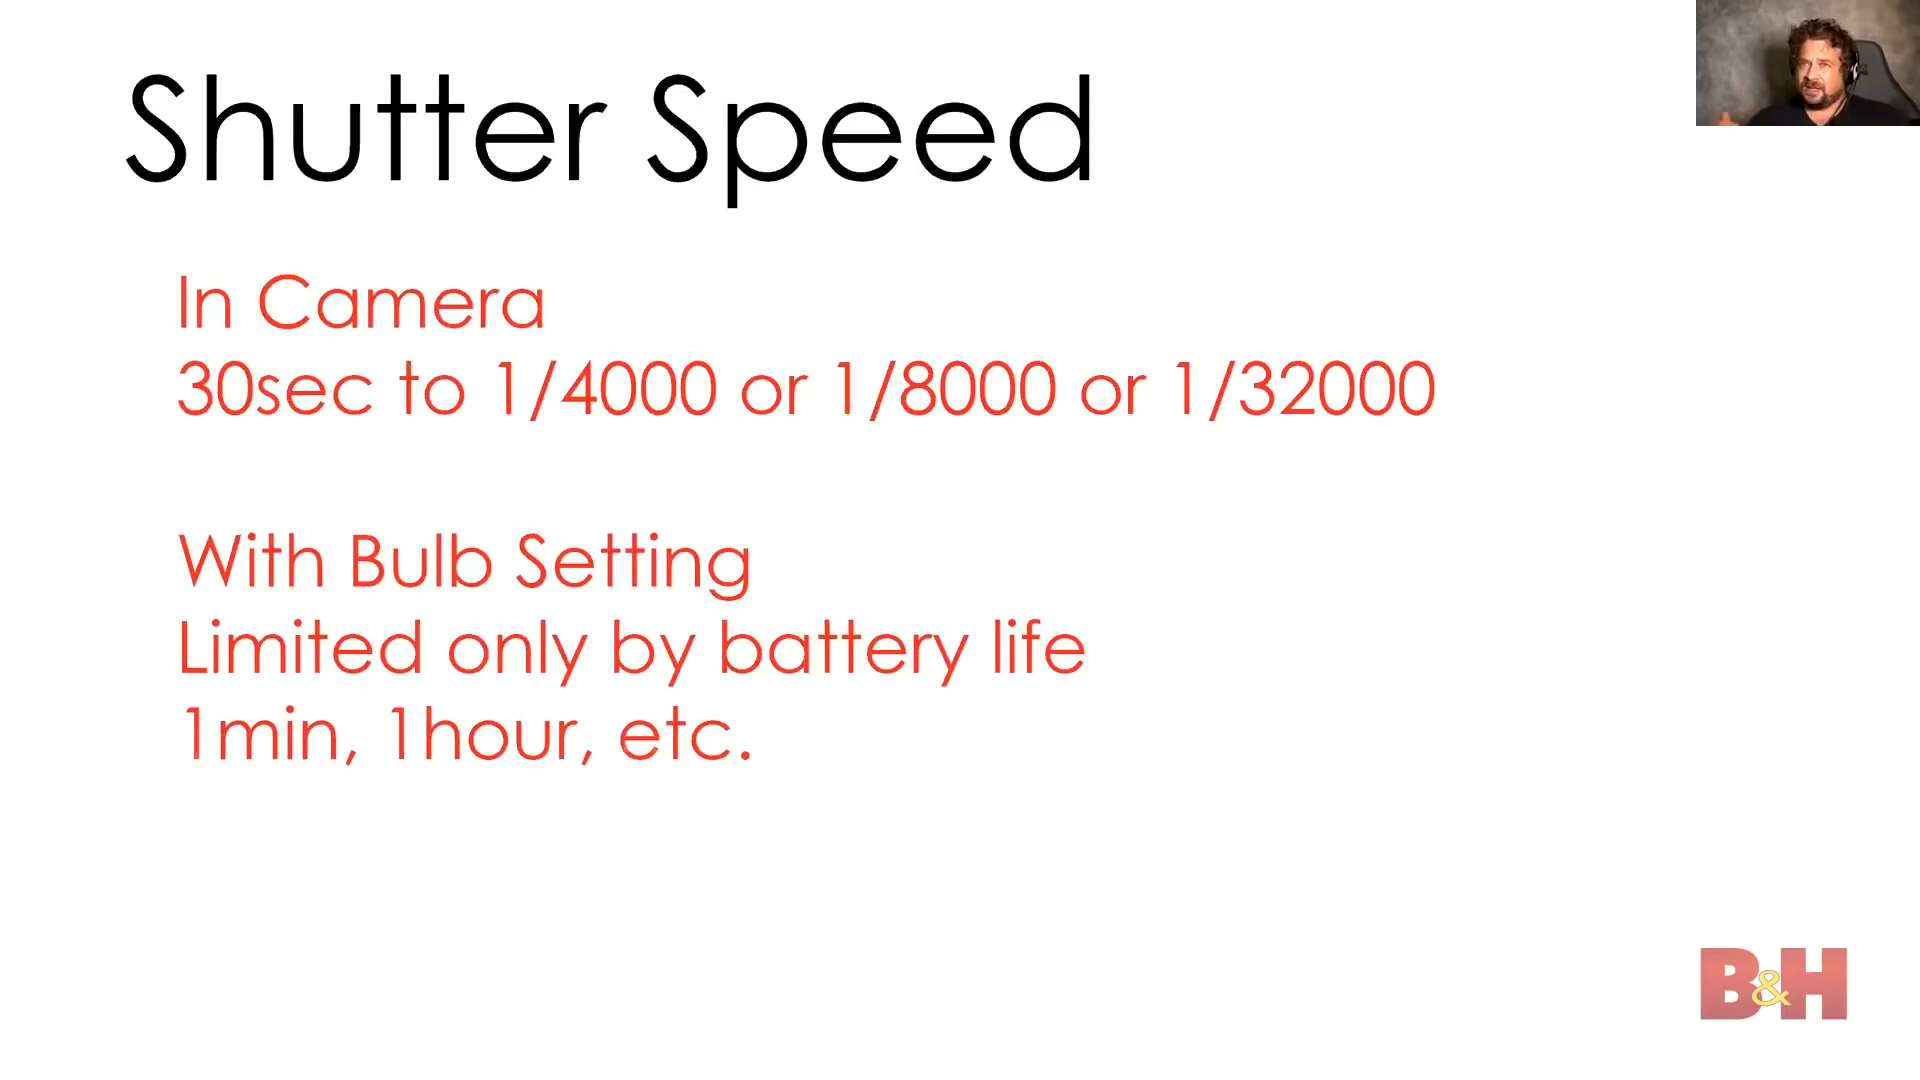 Shutter Speed
In Camera
30sec to 1/4000 or 1/8000 or 1/32000
With Bulb Setting
Limited only by battery life
1min, 1hour, etc.
B&H